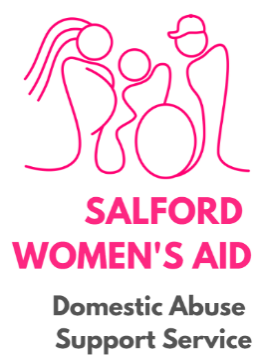 SALFORD
WOMEN'S AID
Domestic Abuse
Support Service